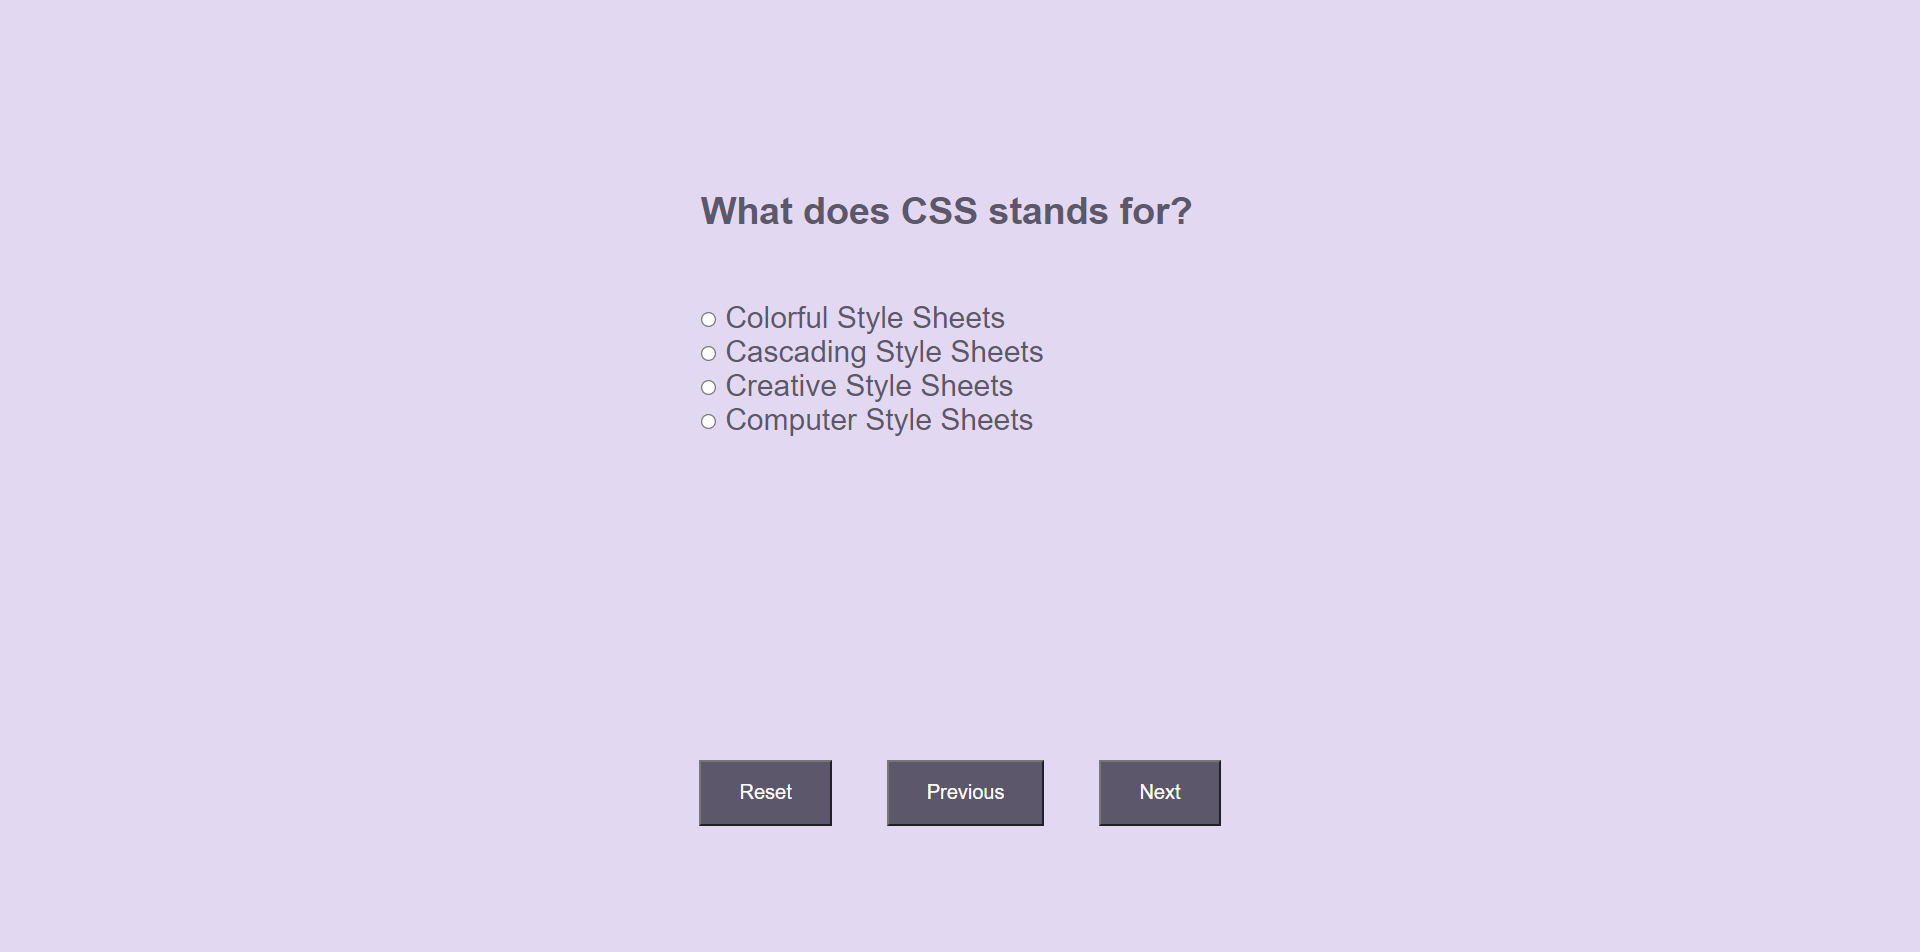 What does CSS stands for?
Colorful Style Sheets
Cascading Style Sheets
Creative Style Sheets
Computer Style Sheets
Reset Previous Next